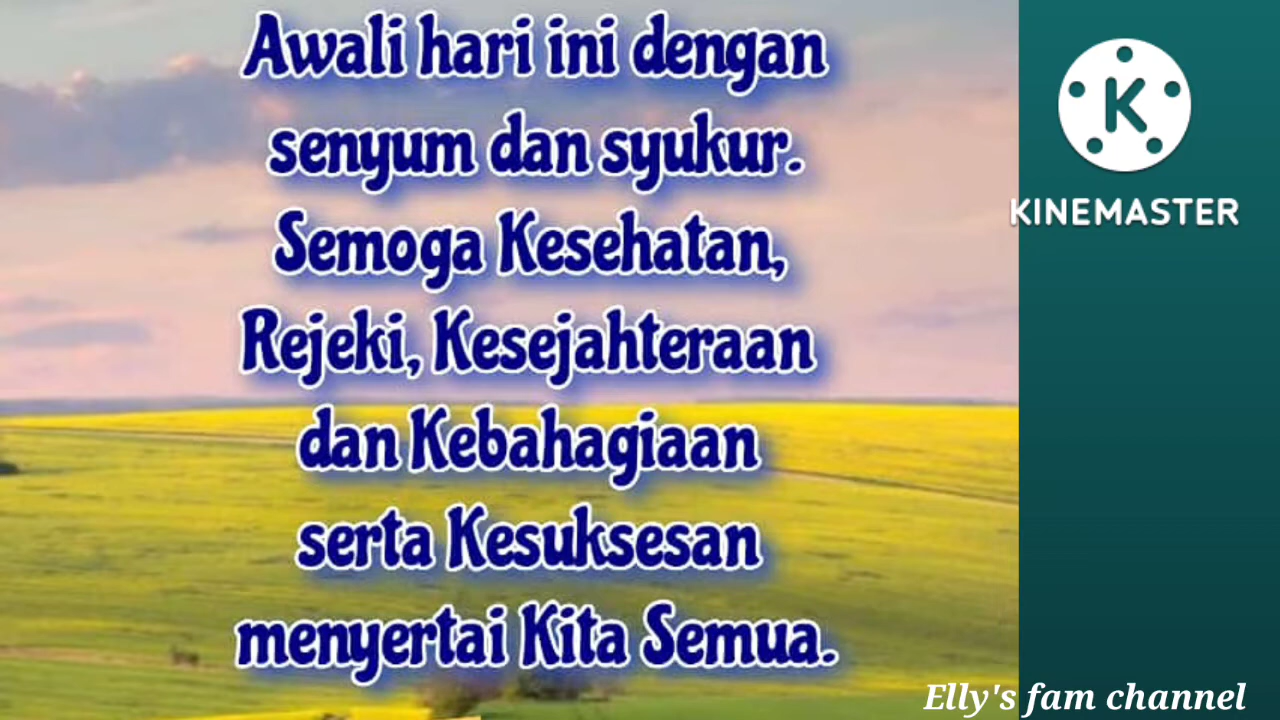 Awali hari ini dengan
senyum dan syukur.
Semoga Kesehatan,
Rejeki, Kesejahteraan
dan Kebahagiaan
serta Kesuksesan
menyertai Kita Semua.
K
KINEMASTER
Elly's fam channel